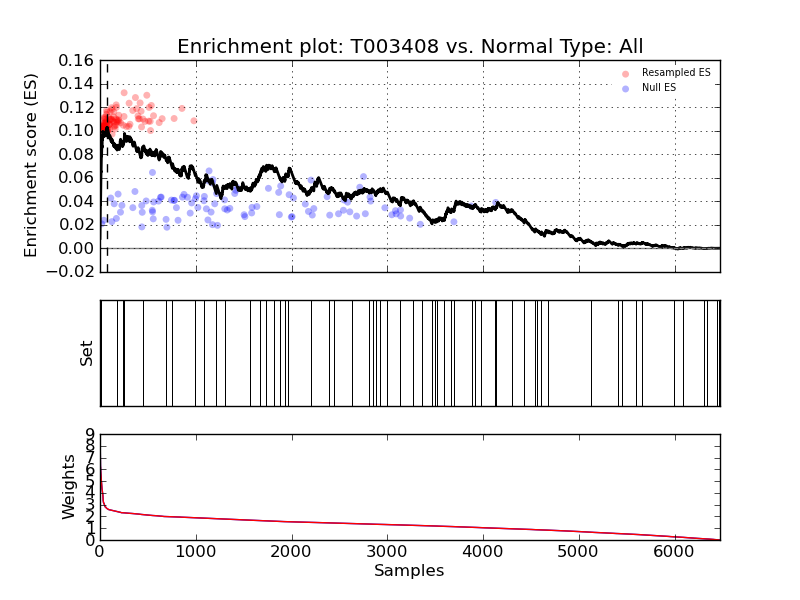 Enrichment plot: T003408 vs. Normal Type: All
Enrichment score (ES)
0.16
0.14
0.12
0.10
0.08
0.06
0.04
0.02
0.00
−0.02
Resampled ES
Null ES
Set
Weights
9
8
7
6
5
4
3
2
1
0
0 1000 2000 3000 4000 5000 6000
Samples